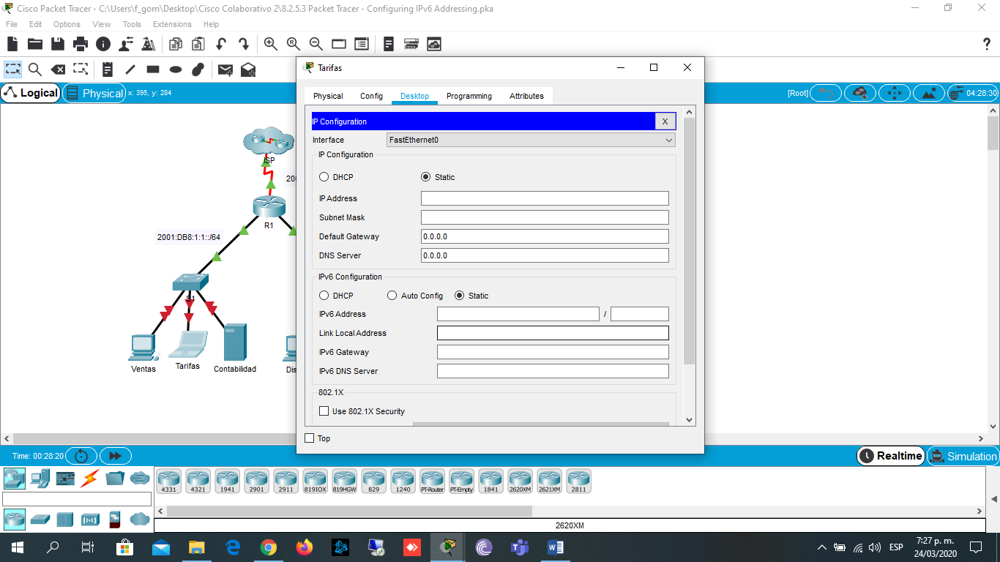 Cisco Packet Tracer - C:\Users\f_gom\Desktop\Cisco Colaborativo 2\8.2.5.3 Packet Tracer - Configuring IPv6 Addressing.pka
File Edit Options View Tools Extensions Help
?
Tarifas
Logical Physical x: 395, y: 284
[Root] 04:28:30
Physical Config Desktop Programming Attributes
IP Configuration X
Interface FastEthernet0
IP Configuration
DHCP Static
IP Address
Subnet Mask
Default Gateway 0.0.0.0
DNS Server 0.0.0.0
IPv6 Configuration
DHCP Auto Config Static
IPv6 Address /
Link Local Address
IPv6 Gateway
IPv6 DNS Server
802.1X
Use 802.1X Security
Top
ISP
200
R1
2001:DB8:1:1::/64
S1
Ventas
Tarifas
Contabilidad
Dis
Time: 00:28:20
Realtime Simulation
4331 4321 1941 2901 2911 819IOX 819HGW 829 1240 PT-Router PT-Empty 1841 2620XM 2621XM 2811
2620XM
ESP
7:27 p. m.
24/03/2020